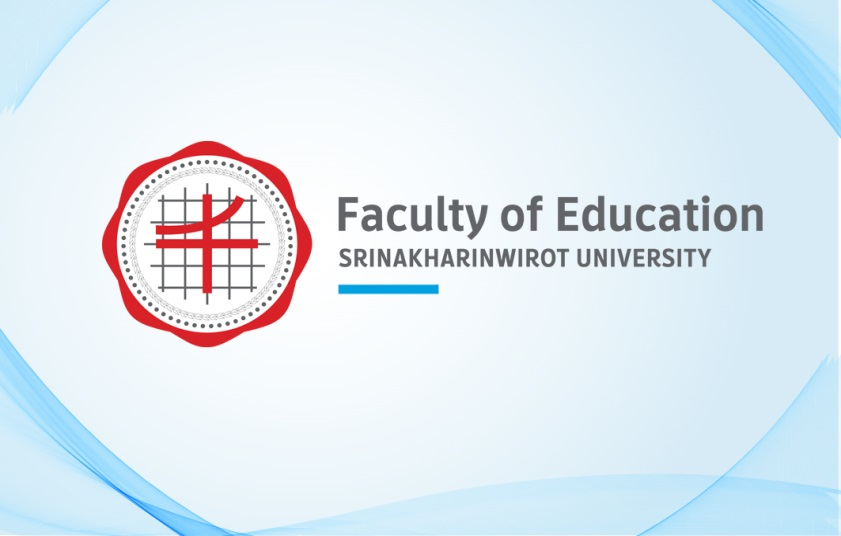 Faculty of Education
SRINAKHARINWIROT UNIVERSITY